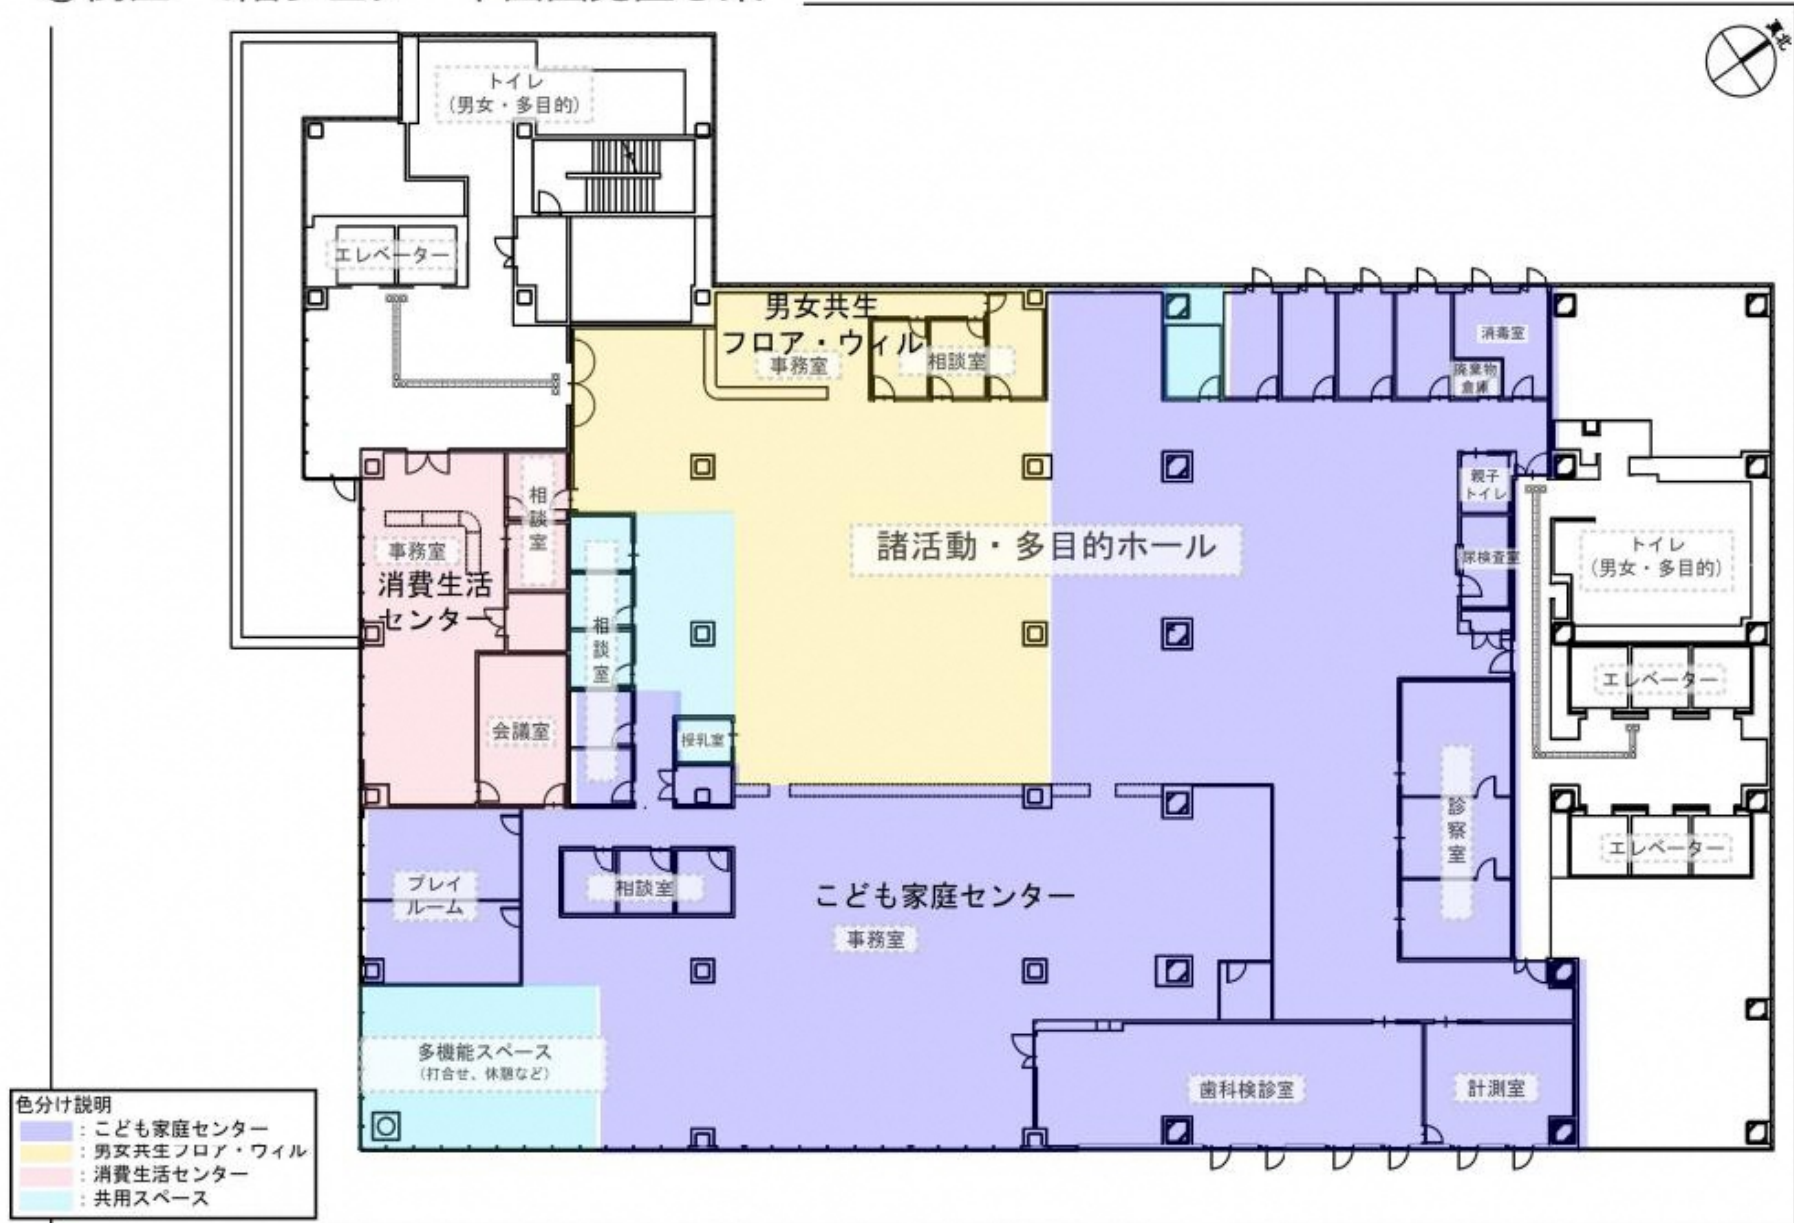 真北
トイレ
(男女・多目的)
エレベーター
男女共生
フロア・ウィル
事務室
相談室
消毒室
廃棄物
倉庫
親子
トイレ
尿検査室
トイレ
(男女・多目的)
相談室
事務室
消費生活
センター
諸活動・多目的ホール
相談室
会議室
授乳室
エレベーター
エレベーター
診察室
プレイ
ルーム
相談室
こども家庭センター
事務室
多機能スペース
(打合せ、休憩など)
歯科検診室
計測室
色分け説明
:こども家庭センター
:男女共生フロア・ウィル
:消費生活センター
:共用スペース